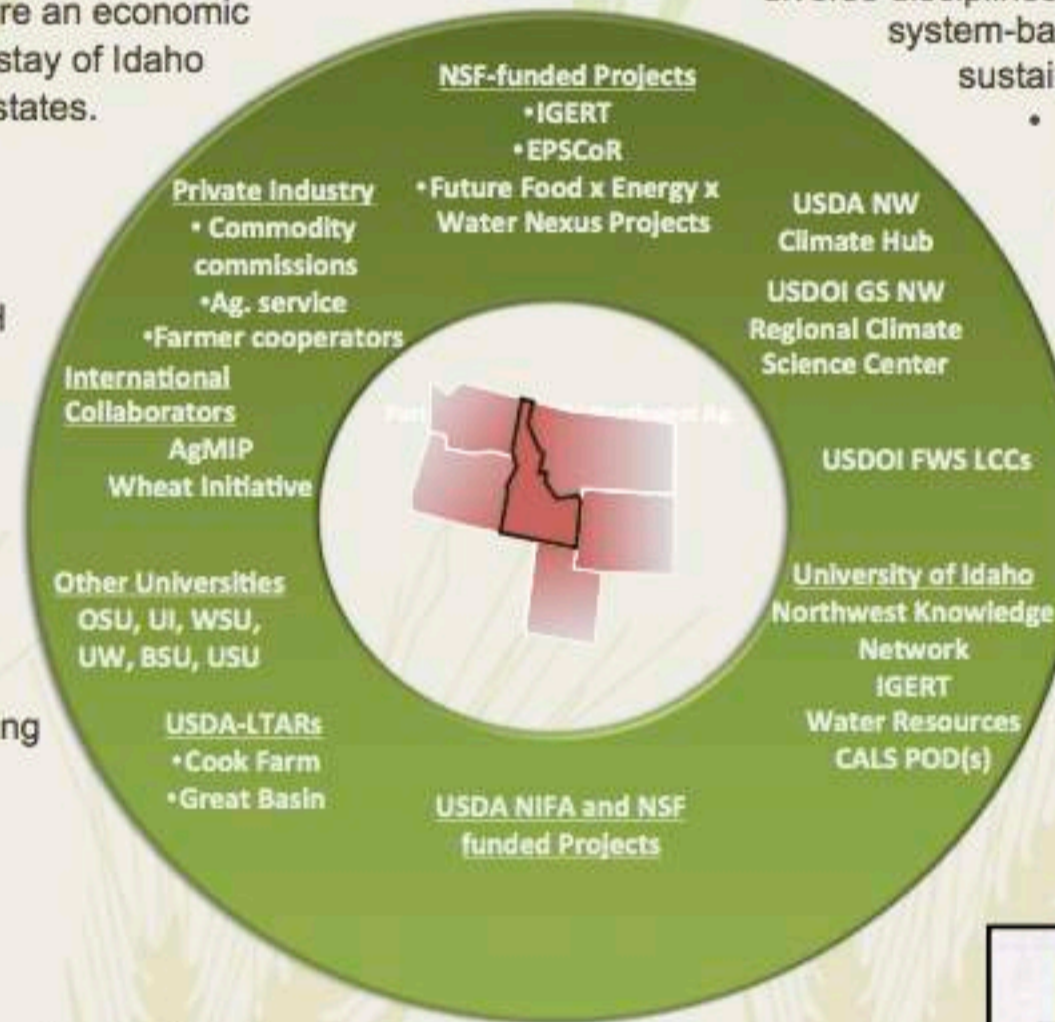 re an economic
stay of Idaho
states.
system-ba
sustai
•
NSF-funded Projects
•IGERT
•EPSCoR
•Future Food x Energy x
Water Nexus Projects
Private Industry
• Commodity
commissions
•Ag. service
•Farmer cooperators
USDA NW
Climate Hub
USDOI GS NW
Regional Climate
Science Center
International
Collaborators
AgMIP
Wheat Initiative
USDOI FWS LCCs
Other Universities
OSU, UI, WSU,
UW, BSU, USU
University of Idaho
Northwest Knowledge
Network
IGERT
Water Resources
CALS POD(s)
ng
USDA-LTARs
•Cook Farm
•Great Basin
USDA NIFA and NSF
funded Projects